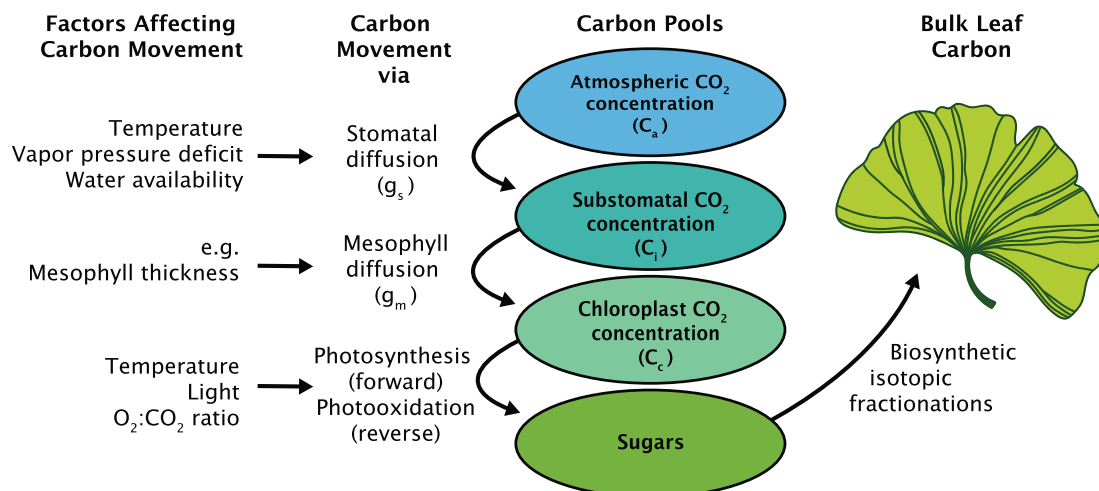 Factors Affecting
Carbon Movement
Carbon
Movement
via
Carbon Pools
Bulk Leaf
Carbon
Temperature
Vapor pressure deficit
Water availability
Stomatal
diffusion
(gₛ)
Atmospheric CO₂
concentration
(Cₐ)
e.g.
Mesophyll thickness
Mesophyll
diffusion
(gₘ)
Substomatal CO₂
concentration
(Cᵢ)
Temperature
Light
O₂:CO₂ ratio
Photosynthesis
(forward)
Photooxidation
(reverse)
Chloroplast CO₂
concentration
(C꜀)
Sugars
Biosynthetic
isotopic
fractionations